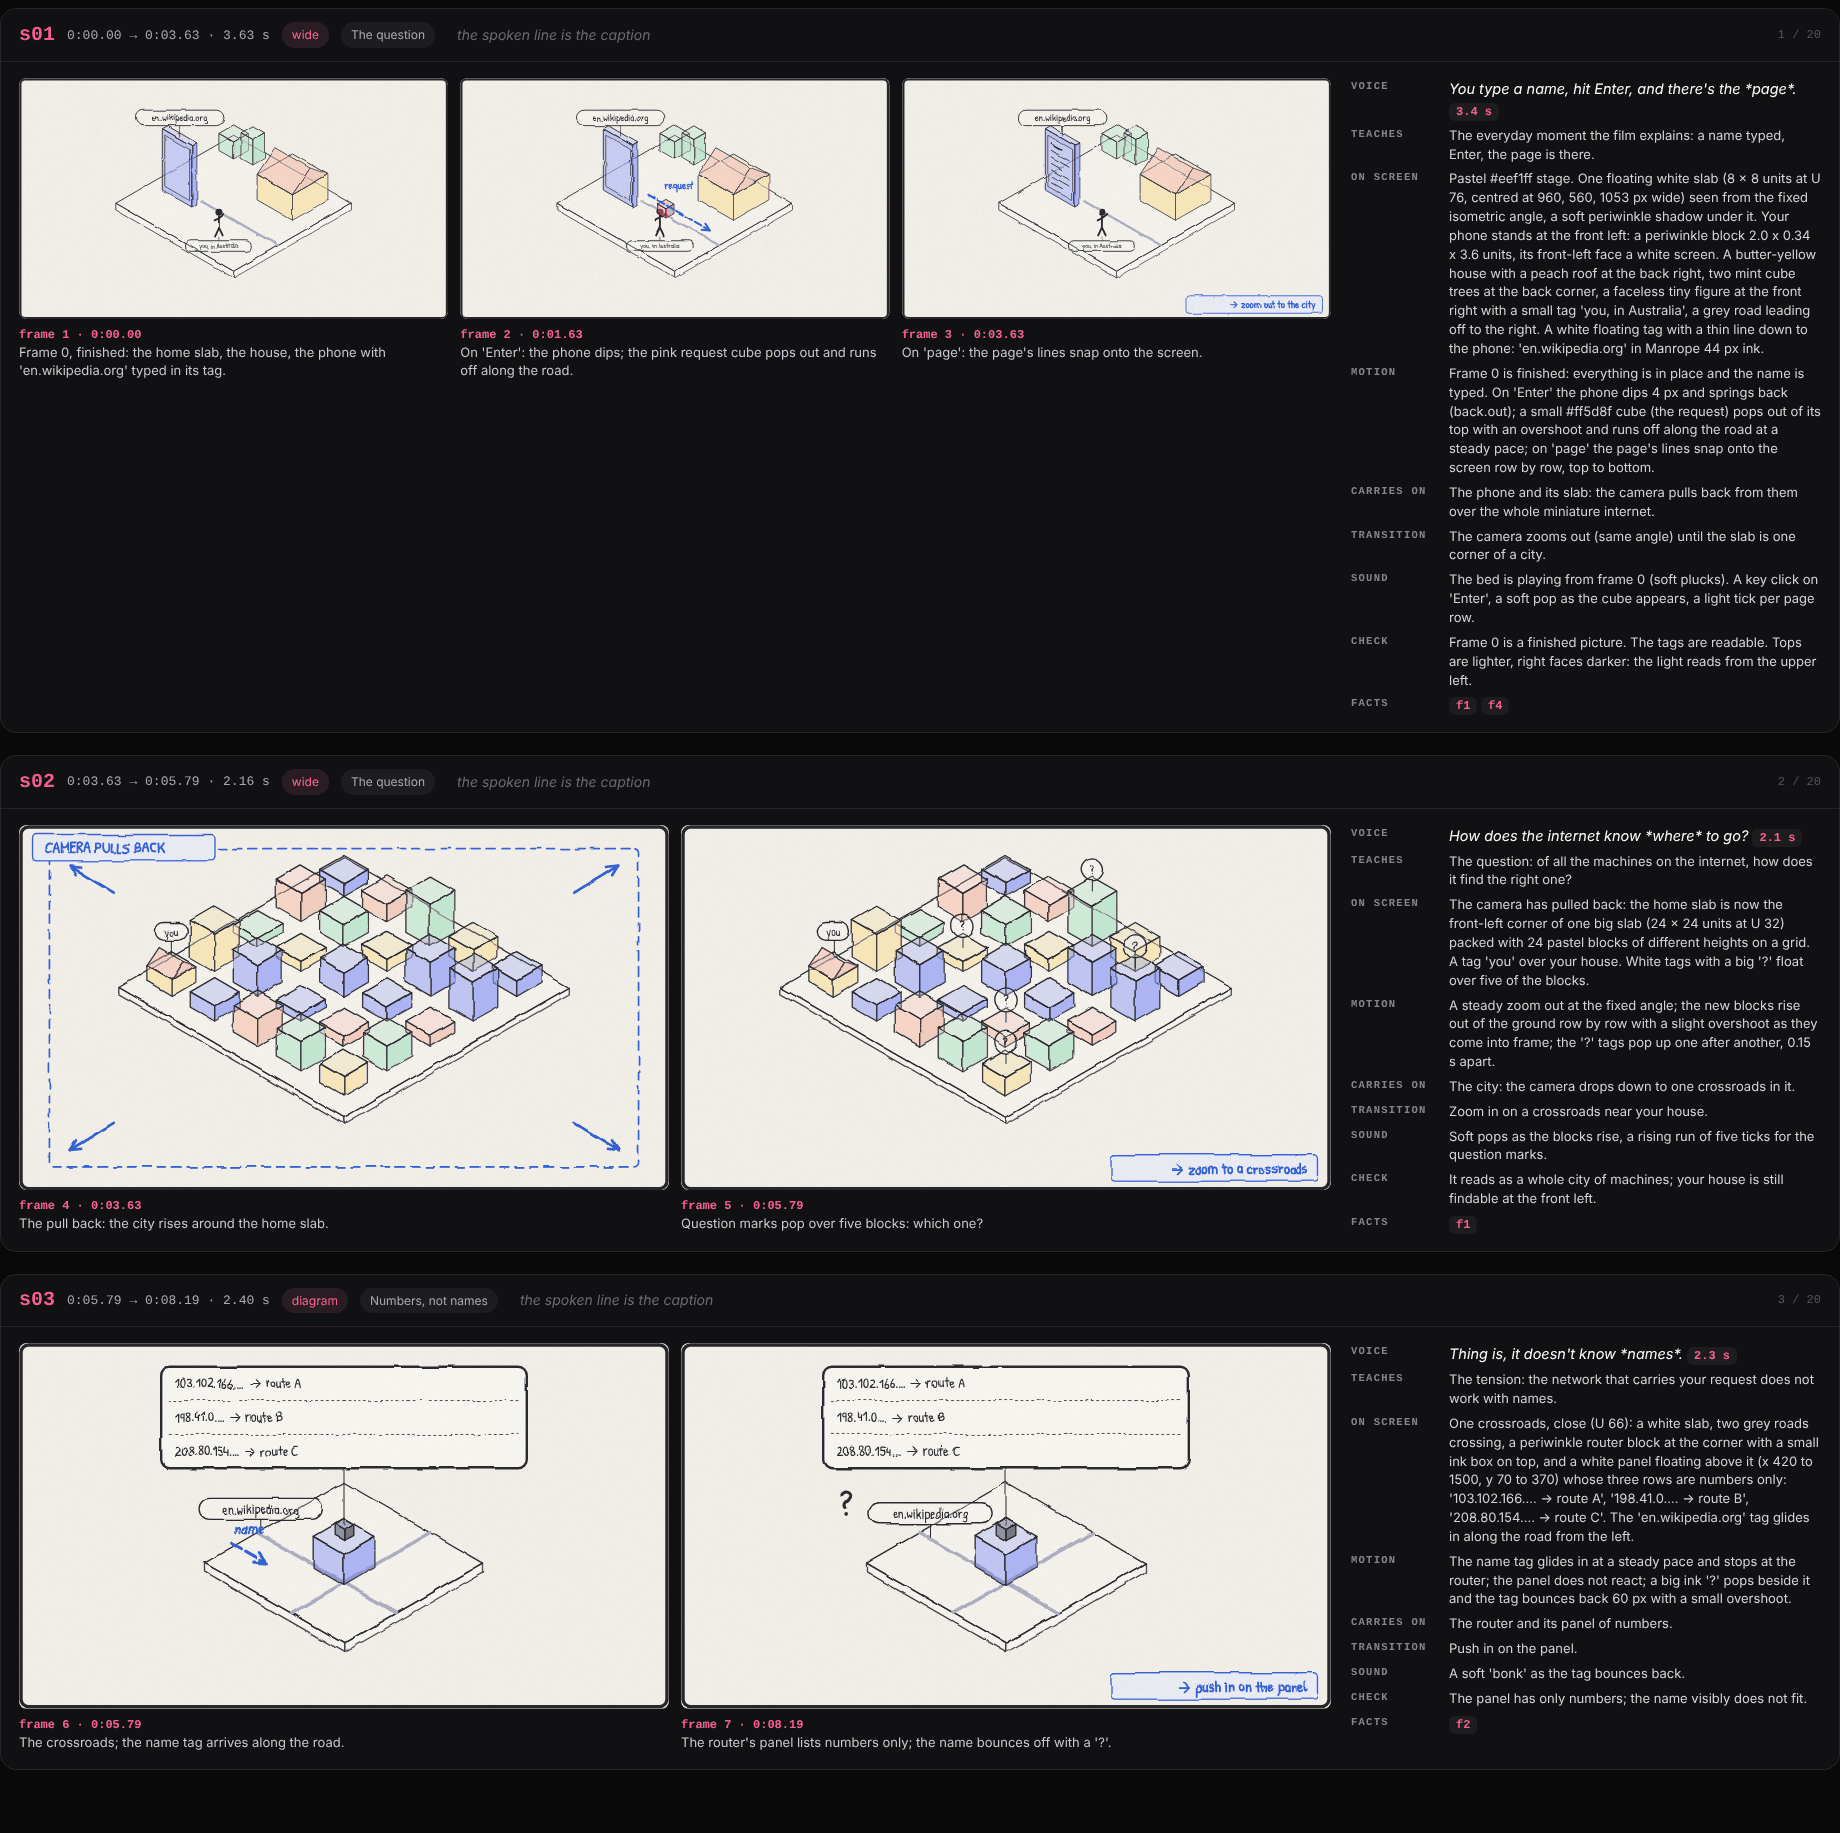 s01 0:00.00 → 0:03.63 · 3.63 s wide The question the spoken line is the caption 1 / 20
en.wikipedia.org
you, in Australia
frame 1 · 0:00.00
Frame 0, finished: the home slab, the house, the phone with
'en.wikipedia.org' typed in its tag.
en.wikipedia.org
request
you, in Australia
frame 2 · 0:01.63
On 'Enter': the phone dips; the pink request cube pops out and runs
off along the road.
en.wikipedia.org
you, in Australia
→ zoom out to the city
frame 3 · 0:03.63
On 'page': the page's lines snap onto the screen.
VOICE
You type a name, hit Enter, and there's the *page*.
3.4 s
TEACHES
The everyday moment the film explains: a name typed,
Enter, the page is there.
ON SCREEN
Pastel #eef1ff stage. One floating white slab (8 × 8 units at U
76, centred at 960, 560, 1053 px wide) seen from the fixed
isometric angle, a soft periwinkle shadow under it. Your
phone stands at the front left: a periwinkle block 2.0 x 0.34
x 3.6 units, its front-left face a white screen. A butter-yellow
house with a peach roof at the back right, two mint cube
trees at the back corner, a faceless tiny figure at the front
right with a small tag 'you, in Australia', a grey road leading
off to the right. A white floating tag with a thin line down to
the phone: 'en.wikipedia.org' in Manrope 44 px ink.
MOTION
Frame 0 is finished: everything is in place and the name is
typed. On 'Enter' the phone dips 4 px and springs back
(back.out); a small #ff5d8f cube (the request) pops out of its
top with an overshoot and runs off along the road at a
steady pace; on 'page' the page's lines snap onto the
screen row by row, top to bottom.
CARRIES ON
The phone and its slab: the camera pulls back from them
over the whole miniature internet.
TRANSITION
The camera zooms out (same angle) until the slab is one
corner of a city.
SOUND
The bed is playing from frame 0 (soft plucks). A key click on
'Enter', a soft pop as the cube appears, a light tick per page
row.
CHECK
Frame 0 is a finished picture. The tags are readable. Tops
are lighter, right faces darker: the light reads from the upper
left.
FACTS
f1 f4
s02 0:03.63 → 0:05.79 · 2.16 s wide The question the spoken line is the caption 2 / 20
CAMERA PULLS BACK
you
frame 4 · 0:03.63
The pull back: the city rises around the home slab.
you
?
?
?
?
?
→ zoom to a crossroads
frame 5 · 0:05.79
Question marks pop over five blocks: which one?
VOICE
How does the internet know *where* to go? 2.1 s
TEACHES
The question: of all the machines on the internet, how does
it find the right one?
ON SCREEN
The camera has pulled back: the home slab is now the
front-left corner of one big slab (24 × 24 units at U 32)
packed with 24 pastel blocks of different heights on a grid.
A tag 'you' over your house. White tags with a big '?' float
over five of the blocks.
MOTION
A steady zoom out at the fixed angle; the new blocks rise
out of the ground row by row with a slight overshoot as they
come into frame; the '?' tags pop up one after another, 0.15
s apart.
CARRIES ON
The city: the camera drops down to one crossroads in it.
TRANSITION
Zoom in on a crossroads near your house.
SOUND
Soft pops as the blocks rise, a rising run of five ticks for the
question marks.
CHECK
It reads as a whole city of machines; your house is still
findable at the front left.
FACTS
f1
s03 0:05.79 → 0:08.19 · 2.40 s diagram Numbers, not names the spoken line is the caption 3 / 20
103.102.166.... → route A
198.41.0.... → route B
208.80.154.... → route C
en.wikipedia.org
name
frame 6 · 0:05.79
The crossroads; the name tag arrives along the road.
103.102.166.... → route A
198.41.0.... → route B
208.80.154.... → route C
?
en.wikipedia.org
→ push in on the panel
frame 7 · 0:08.19
The router's panel lists numbers only; the name bounces off with a '?'.
VOICE
Thing is, it doesn't know *names*. 2.3 s
TEACHES
The tension: the network that carries your request does not
work with names.
ON SCREEN
One crossroads, close (U 66): a white slab, two grey roads
crossing, a periwinkle router block at the corner with a small
ink box on top, and a white panel floating above it (x 420 to
1500, y 70 to 370) whose three rows are numbers only:
'103.102.166.... → route A', '198.41.0.... → route B',
'208.80.154.... → route C'. The 'en.wikipedia.org' tag glides
in along the road from the left.
MOTION
The name tag glides in at a steady pace and stops at the
router; the panel does not react; a big ink '?' pops beside it
and the tag bounces back 60 px with a small overshoot.
CARRIES ON
The router and its panel of numbers.
TRANSITION
Push in on the panel.
SOUND
A soft 'bonk' as the tag bounces back.
CHECK
The panel has only numbers; the name visibly does not fit.
FACTS
f2